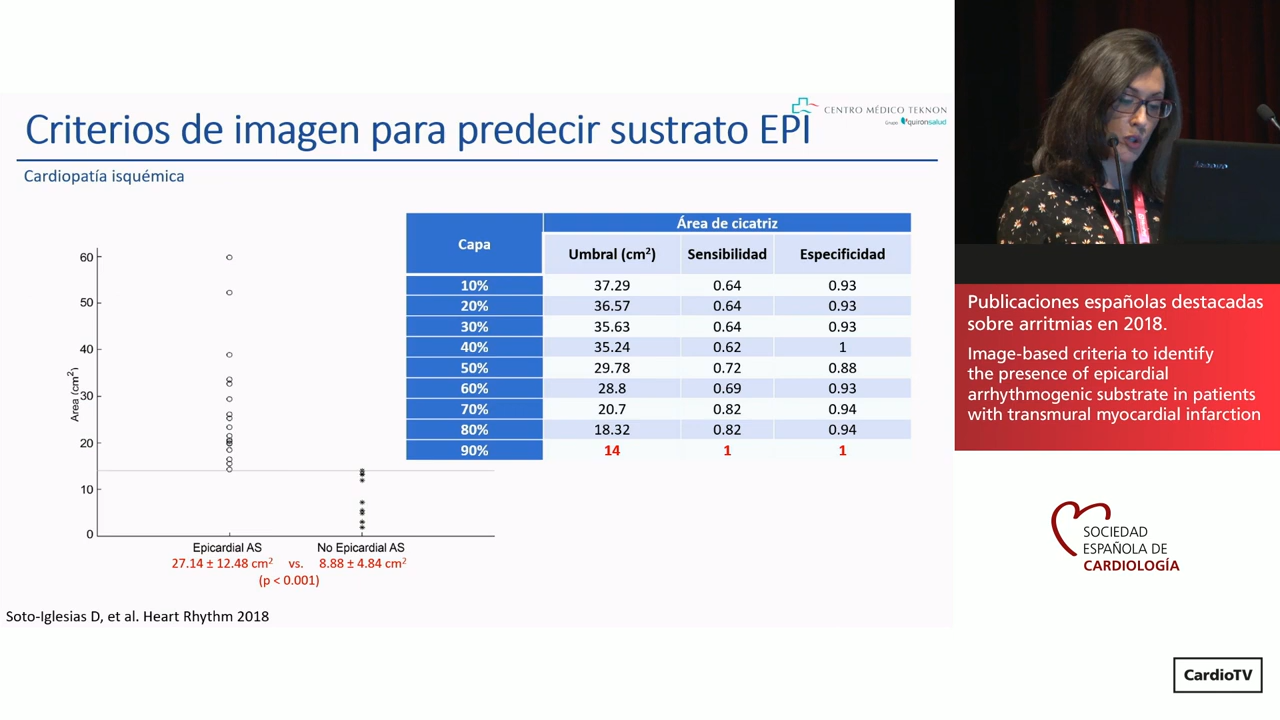 Criterios de imagen para predecir sustrato EPI
CENTRO MÉDICO TEKNON
Grupo quironsalud
Cardiopatía isquémica
Capa Área de cicatriz
Umbral (cm²) Sensibilidad Especificidad
10% 37.29 0.64 0.93
20% 36.57 0.64 0.93
30% 35.63 0.64 0.93
40% 35.24 0.62 1
50% 29.78 0.72 0.88
60% 28.8 0.69 0.93
70% 20.7 0.82 0.94
80% 18.32 0.82 0.94
90% 14 1 1
Area (cm²)
60
50
40
30
20
10
0
Epicardial AS No Epicardial AS
27.14 ± 12.48 cm² vs. 8.88 ± 4.84 cm²
(p < 0.001)
Soto-Iglesias D, et al. Heart Rhythm 2018
Lenovo
Publicaciones españolas destacadas
sobre arritmias en 2018.
Image-based criteria to identify
the presence of epicardial
arrhythmogenic substrate in patients
with transmural myocardial infarction
SOCIEDAD
ESPAÑOLA DE
CARDIOLOGÍA
CardioTV